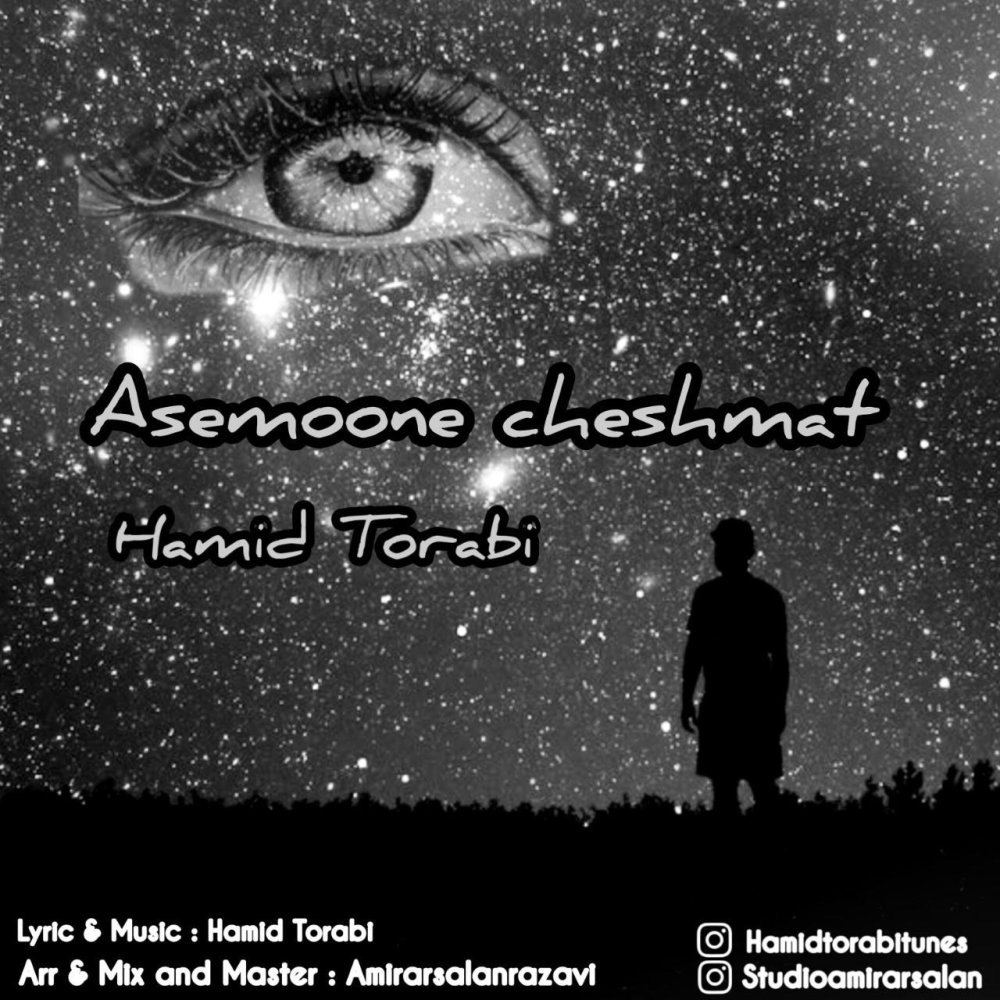 Asemoone cheshmat
Hamid Torabi
Lyric & Music : Hamid Torabi
Arr & Mix and Master : Amirarsalanrazavi
Hamidtorabitunes
Studioamirarsalan